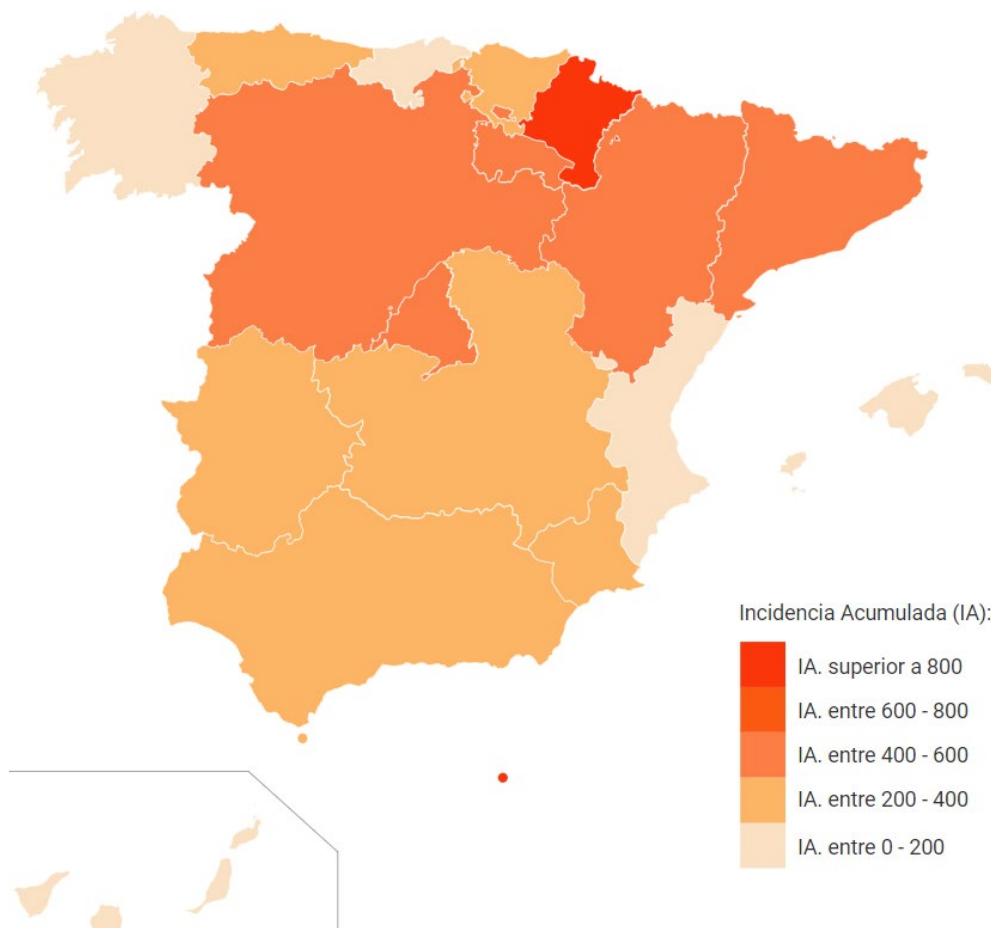 Incidencia Acumulada (IA):
IA. superior a 800
IA. entre 600 - 800
IA. entre 400 - 600
IA. entre 200 - 400
IA. entre 0 - 200